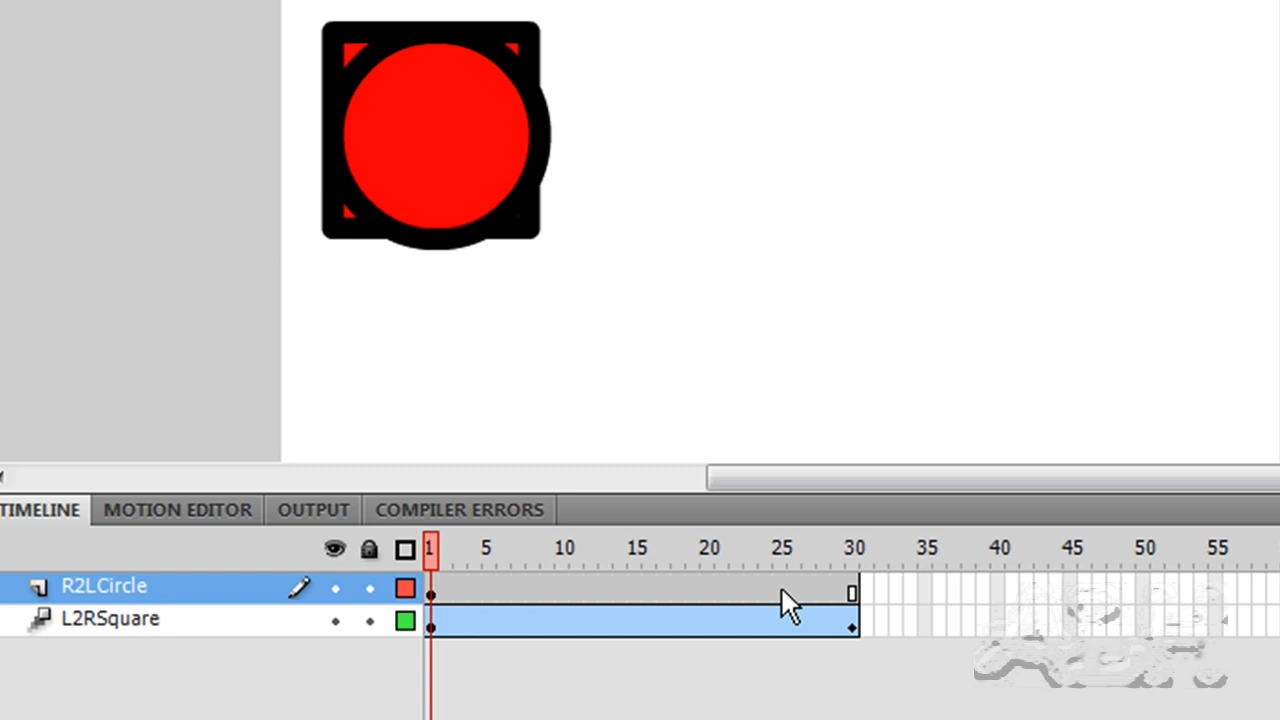 TIMELINE MOTION EDITOR OUTPUT COMPILER ERRORS
1 5 10 15 20 25 30 35 40 45 50 55
R2LCircle
L2RSquare